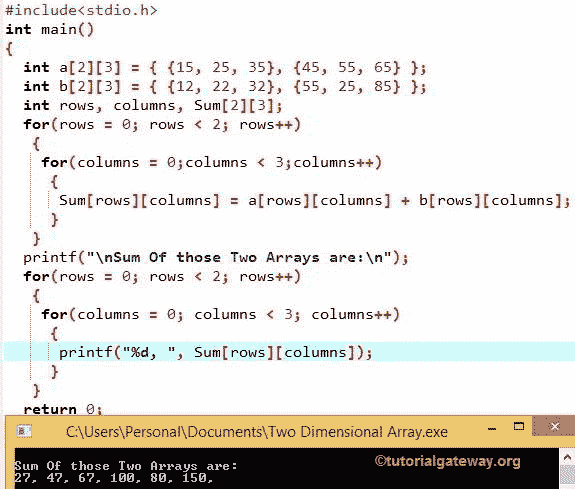 #include<stdio.h>
int main()
{
  int a[2][3] = { {15, 25, 35}, {45, 55, 65} };
  int b[2][3] = { {12, 22, 32}, {55, 25, 85} };
  int rows, columns, Sum[2][3];
  for(rows = 0; rows < 2; rows++)
   {
    for(columns = 0;columns < 3;columns++)
     {
      Sum[rows][columns] = a[rows][columns] + b[rows][columns];
     }
   }
  printf("\nSum Of those Two Arrays are:\n");
  for(rows = 0; rows < 2; rows++)
   {
    for(columns = 0; columns < 3; columns++)
     {
      printf("%d, ", Sum[rows][columns]);
     }
   }
  return 0;
C:\Users\Personal\Documents\Two Dimensional Array.exe
©tutorialgateway.org
Sum Of those Two Arrays are:
27, 47, 67, 100, 80, 150,